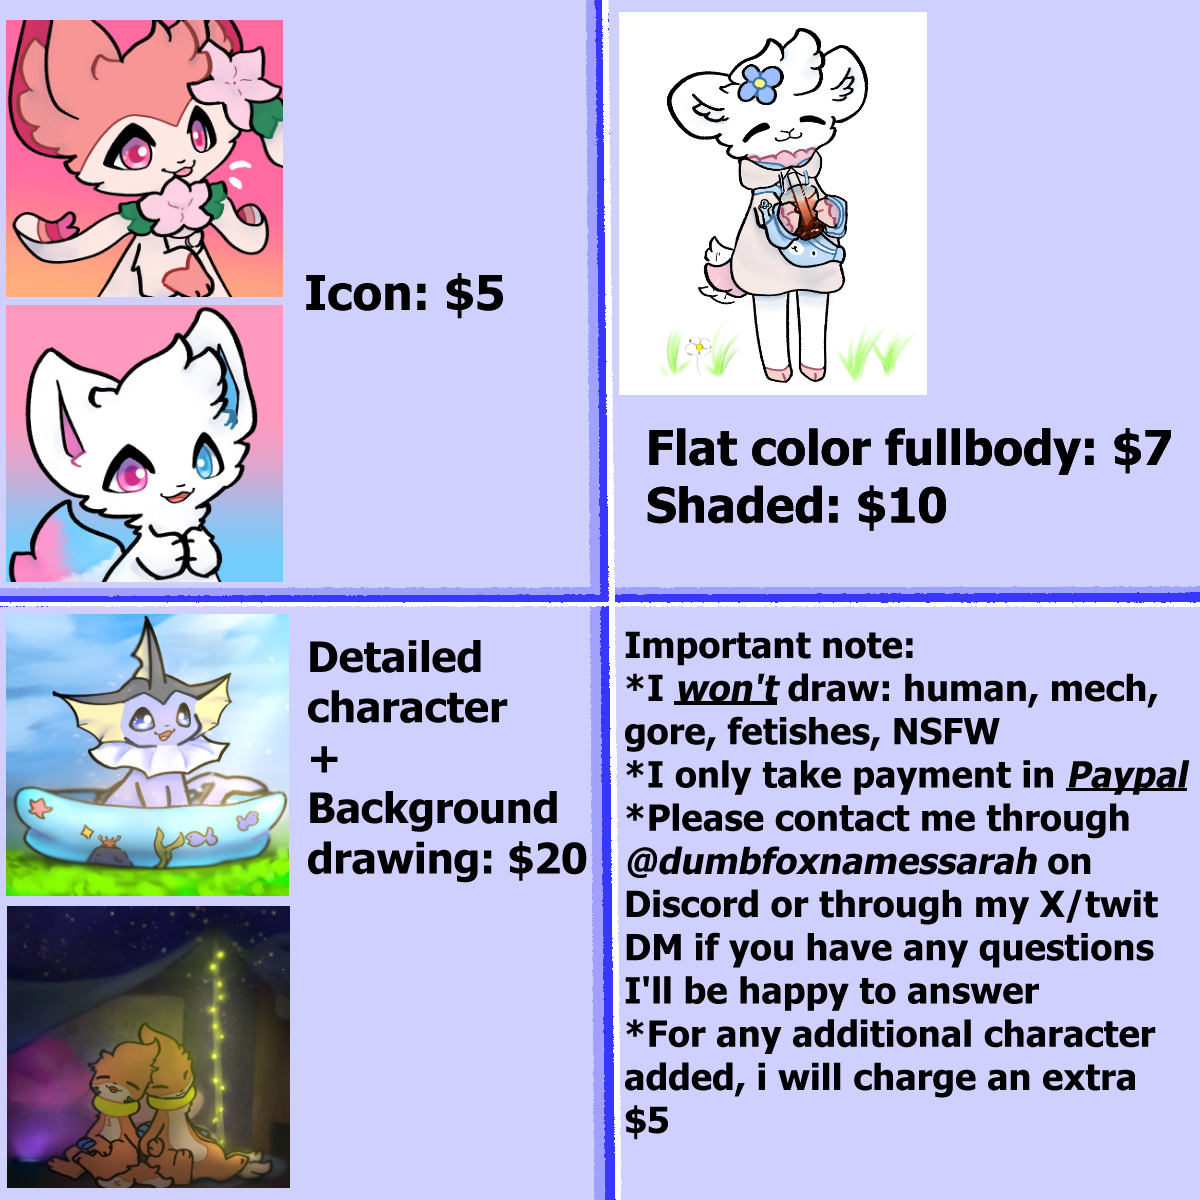 Icon: $5
Flat color fullbody: $7
Shaded: $10
Detailed
character
+
Background
drawing: $20
Important note:
*I won't draw: human, mech,
gore, fetishes, NSFW
*I only take payment in Paypal
*Please contact me through
@dumbfoxnamessarah on
Discord or through my X/twit
DM if you have any questions
I'll be happy to answer
*For any additional character
added, i will charge an extra
$5